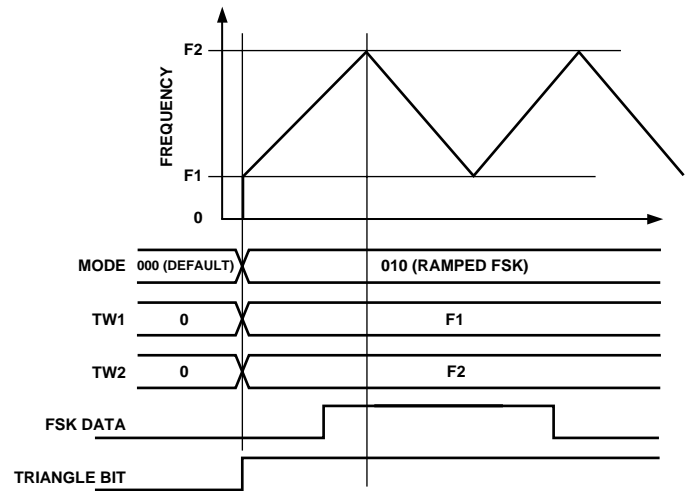 F2
FREQUENCY
F1
0
MODE 000 (DEFAULT) 010 (RAMPED FSK)
TW1 0 F1
TW2 0 F2
FSK DATA
TRIANGLE BIT